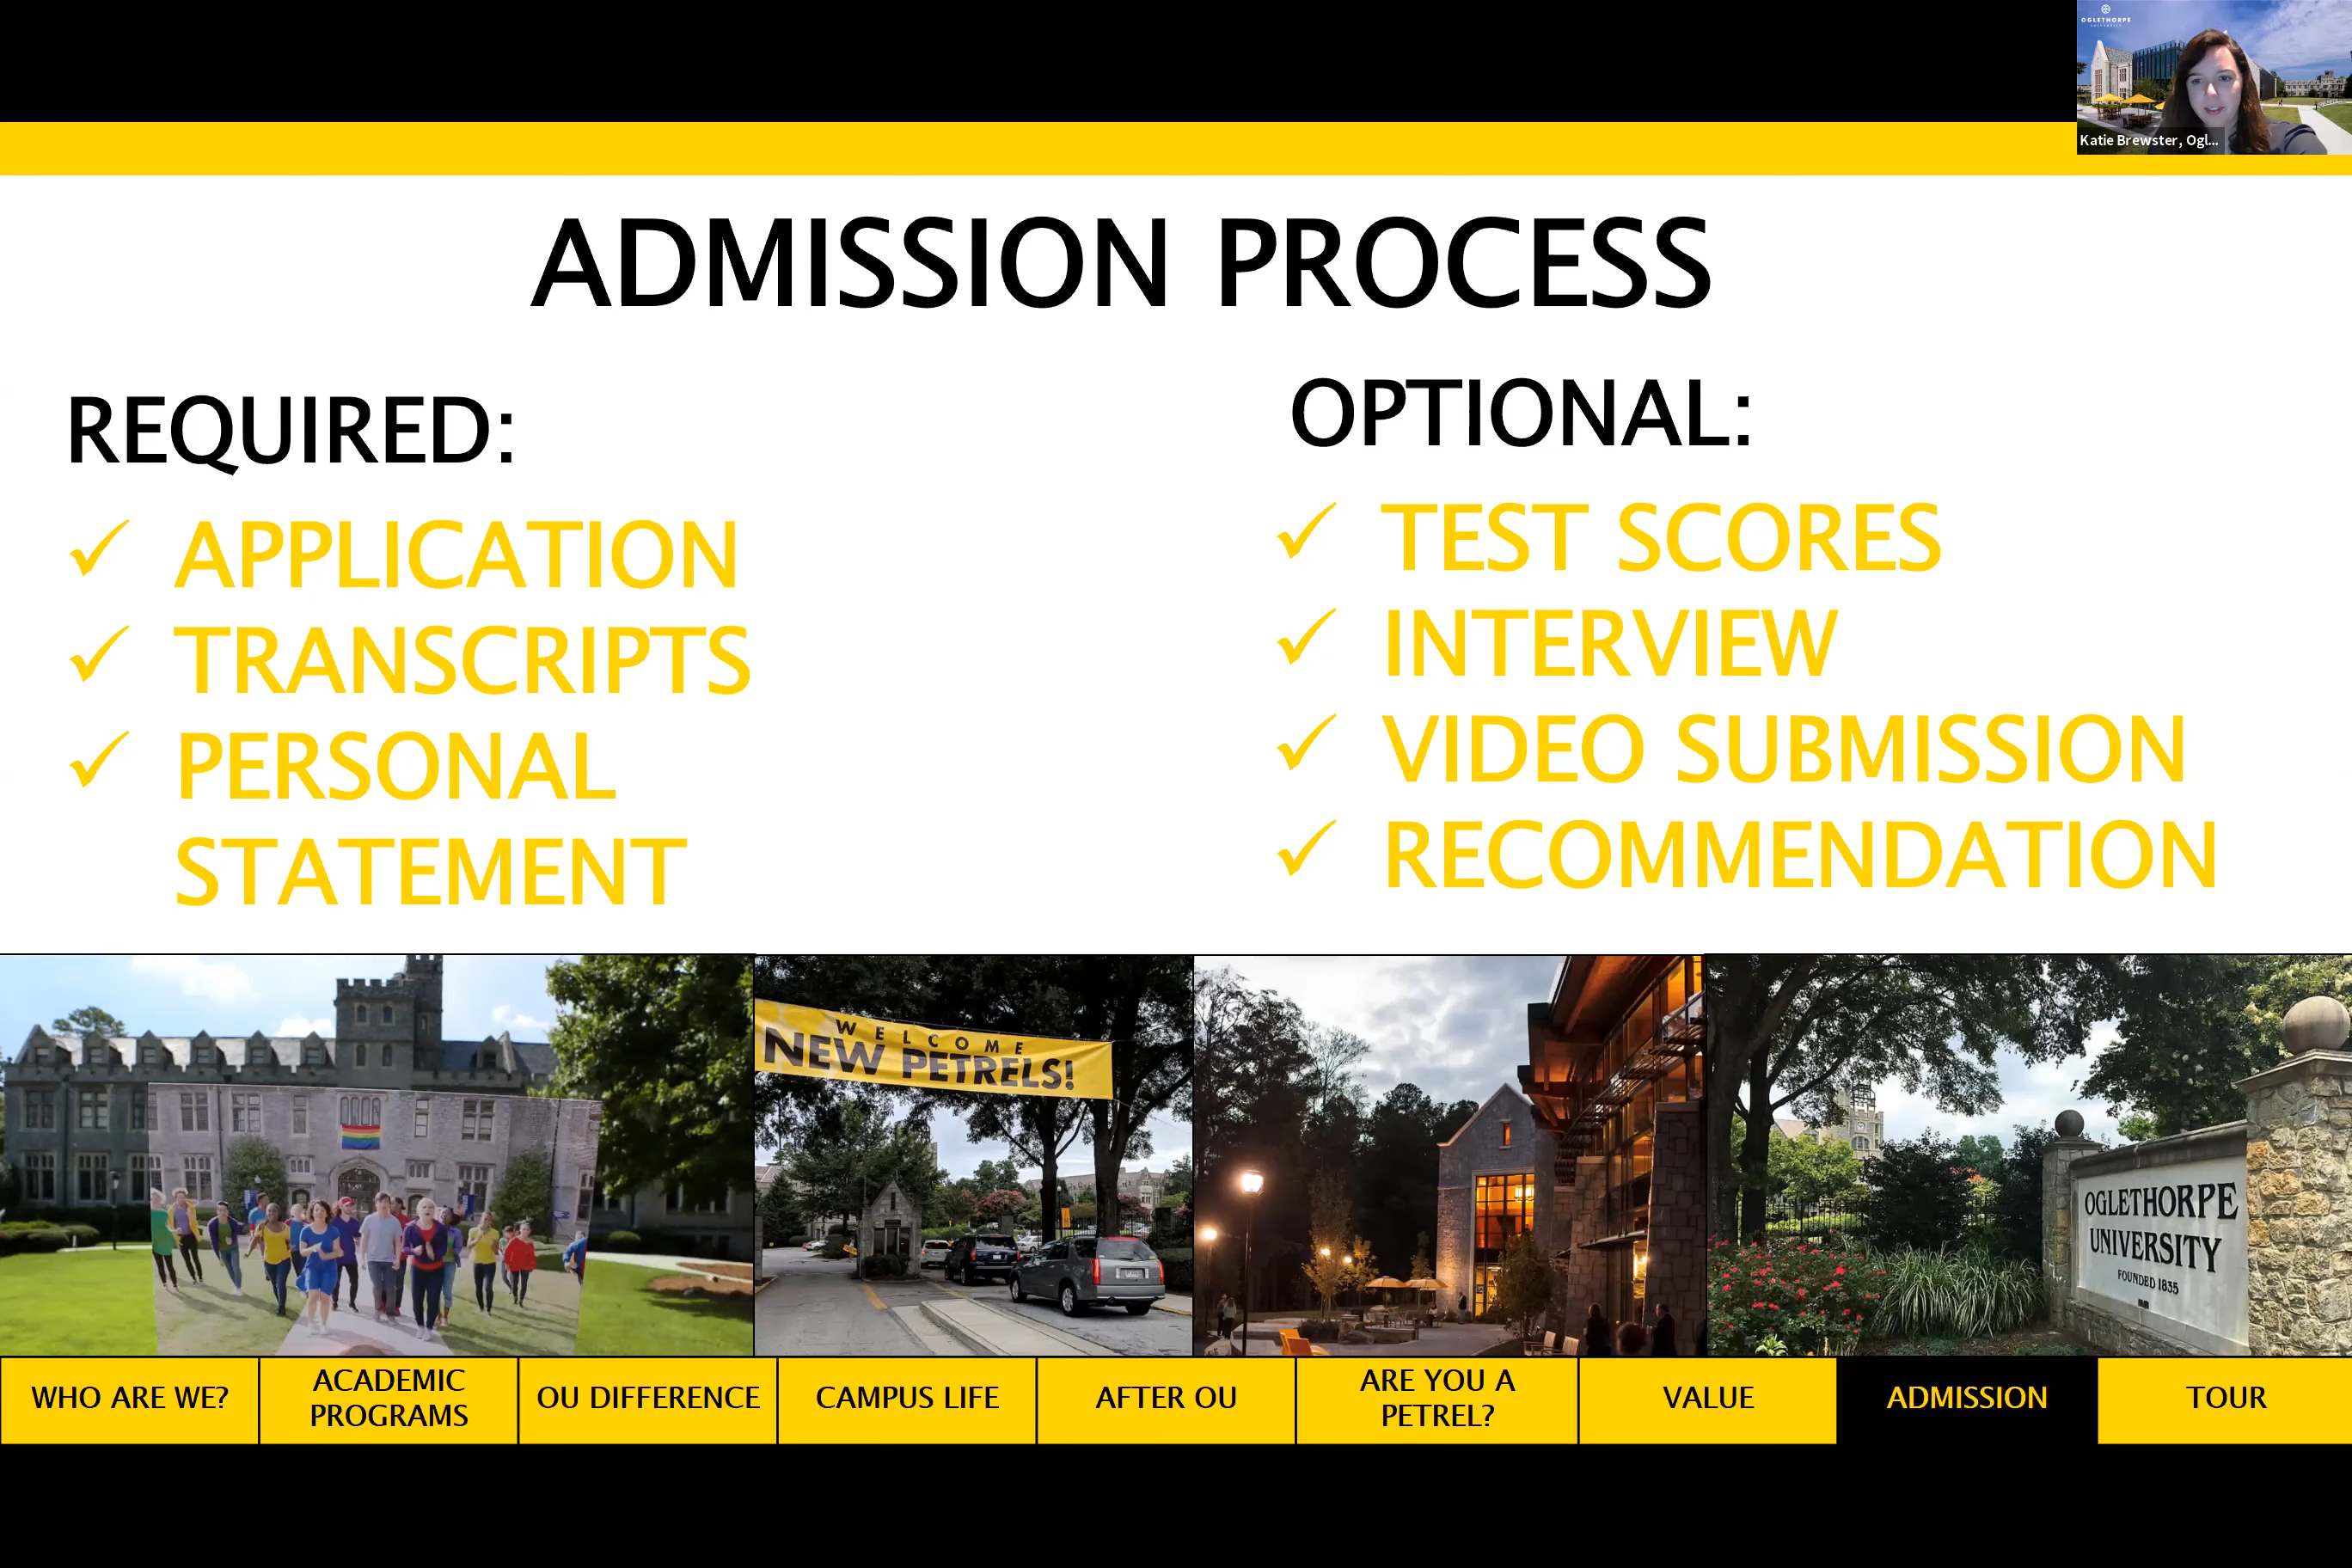 OGLETHORPE
UNIVERSITY
Katie Brewster, Ogl...
ADMISSION PROCESS
REQUIRED:
✓ APPLICATION
✓ TRANSCRIPTS
✓ PERSONAL
STATEMENT
OPTIONAL:
✓ TEST SCORES
✓ INTERVIEW
✓ VIDEO SUBMISSION
✓ RECOMMENDATION
WELCOME
NEW PETRELS!
OGLETHORPE
UNIVERSITY
FOUNDED 1835
WHO ARE WE?
ACADEMIC
PROGRAMS
OU DIFFERENCE
CAMPUS LIFE
AFTER OU
ARE YOU A
PETREL?
VALUE
ADMISSION
TOUR